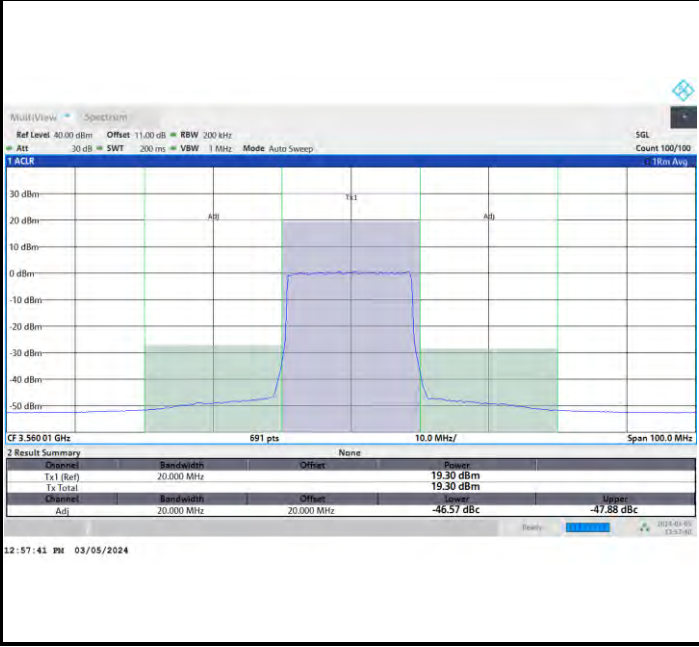 MultiView Spectrum
Ref Level 40.00 dBm Offset 11.00 dB RBW 200 kHz SGL
Att 30 dB SWT 200 ms VBW 1 MHz Mode Auto Sweep Count 100/100
1 ACLR 1Rm Avg
30 dBm
Tx1
20 dBm Adj Adj
10 dBm
0 dBm
-10 dBm
-20 dBm
-30 dBm
-40 dBm
-50 dBm
CF 3.56001 GHz 691 pts 10.0 MHz/ Span 100.0 MHz
2 Result Summary None
Channel Bandwidth Offset Power
Tx1 (Ref) 20.000 MHz 19.30 dBm
Tx Total 19.30 dBm
Channel Bandwidth Offset Lower Upper
Adj 20.000 MHz 20.000 MHz -46.57 dBc -47.88 dBc
Ready 2024-03-05
12:57:41 PM 03/05/2024